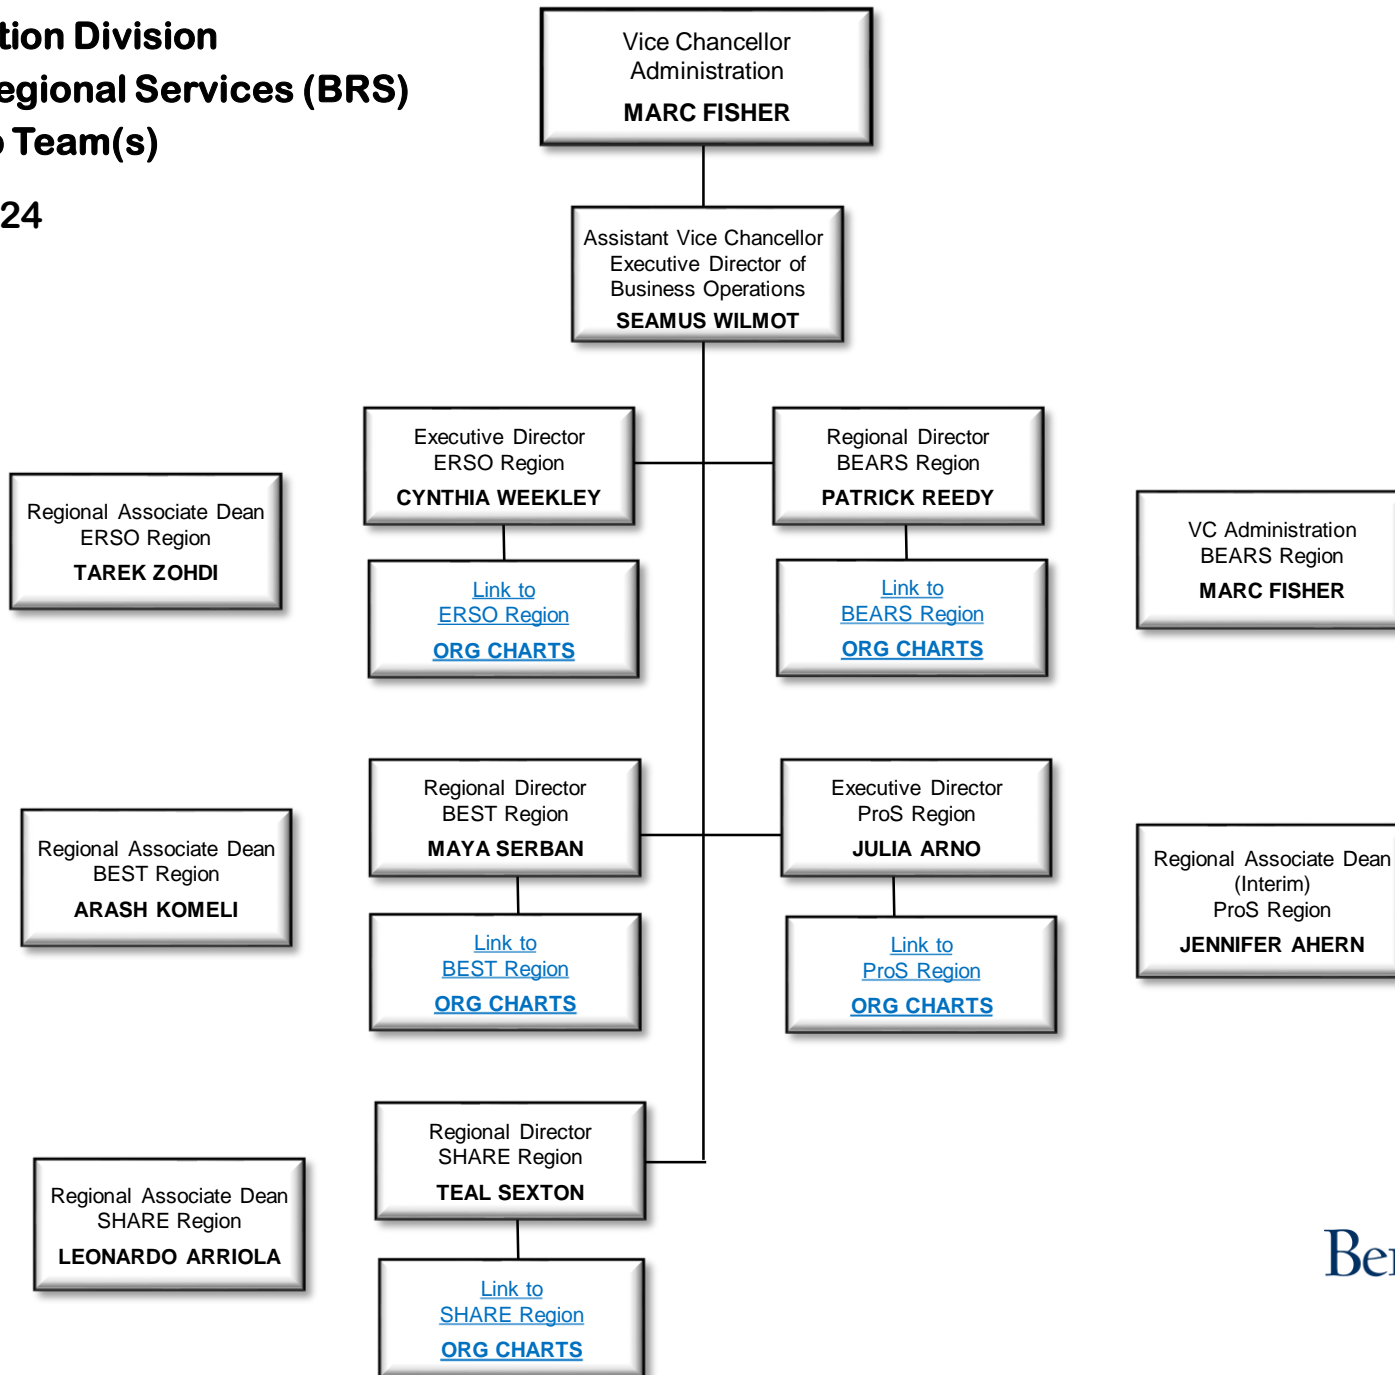 tion Division
egional Services (BRS)
Team(s)
24
Vice Chancellor
Administration
MARC FISHER
Assistant Vice Chancellor
Executive Director of
Business Operations
SEAMUS WILMOT
Executive Director
ERSO Region
CYNTHIA WEEKLEY
Regional Director
BEARS Region
PATRICK REEDY
Regional Associate Dean
ERSO Region
TAREK ZOHDI
VC Administration
BEARS Region
MARC FISHER
Link to
ERSO Region
ORG CHARTS
Link to
BEARS Region
ORG CHARTS
Regional Director
BEST Region
MAYA SERBAN
Executive Director
ProS Region
JULIA ARNO
Regional Associate Dean
BEST Region
ARASH KOMELI
Regional Associate Dean
(Interim)
ProS Region
JENNIFER AHERN
Link to
BEST Region
ORG CHARTS
Link to
ProS Region
ORG CHARTS
Regional Director
SHARE Region
TEAL SEXTON
Regional Associate Dean
SHARE Region
LEONARDO ARRIOLA
Link to
SHARE Region
ORG CHARTS
Ber